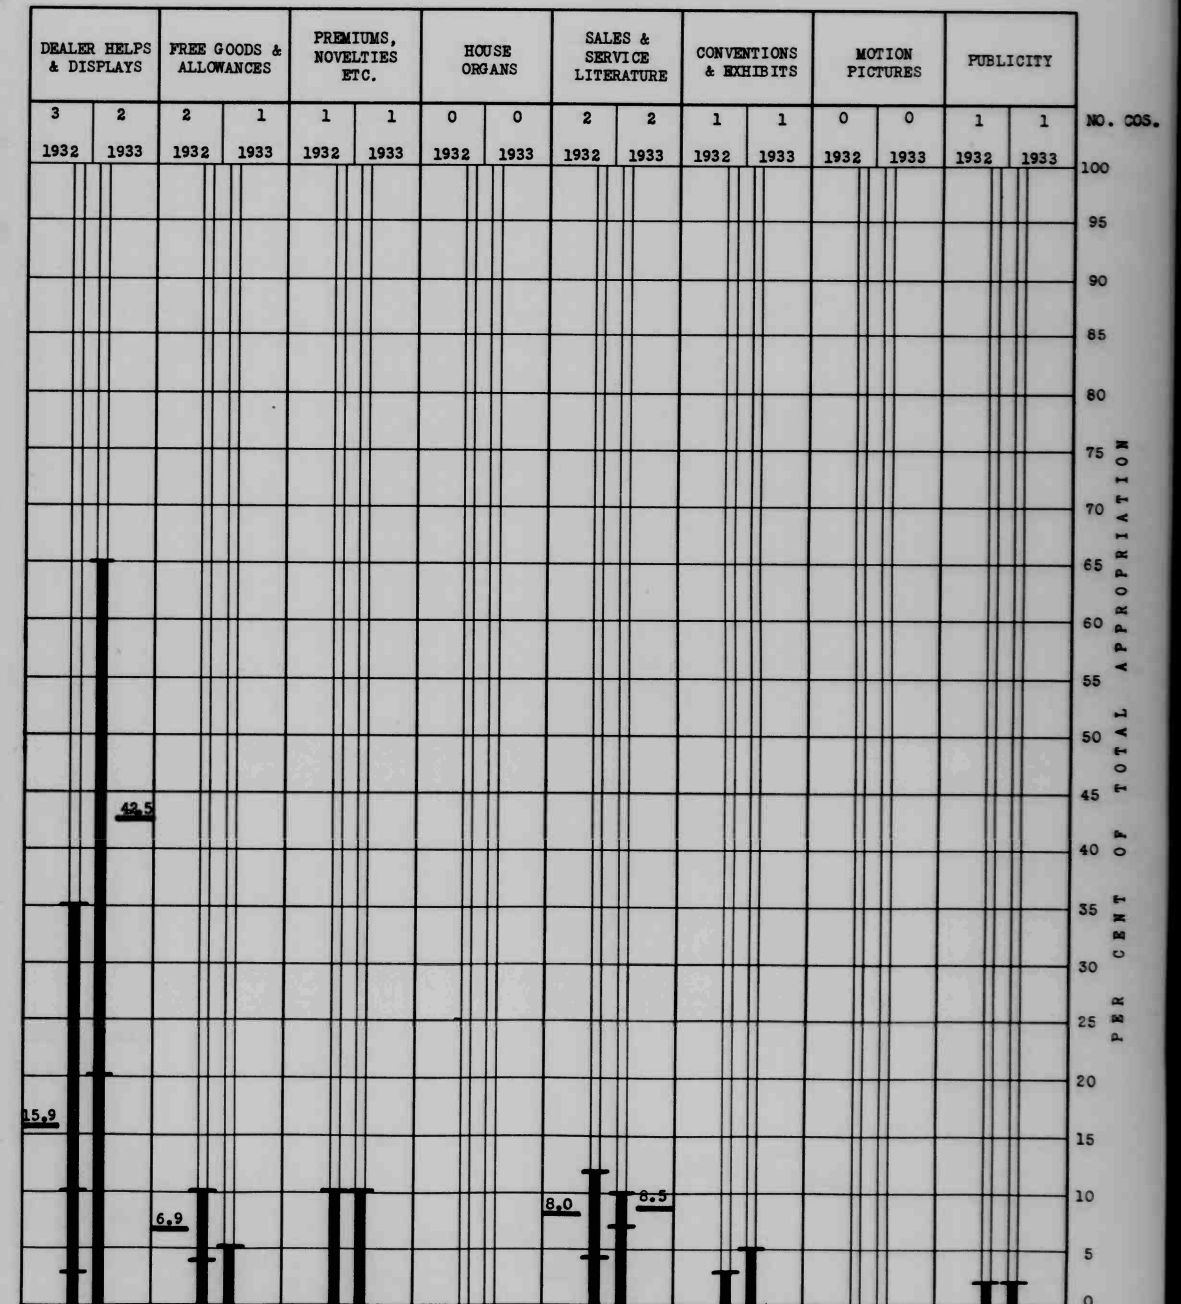 DEALER HELPS
& DISPLAYS
FREE GOODS &
ALLOWANCES
PREMIUMS,
NOVELTIES
ETC.
HOUSE
ORGANS
SALES &
SERVICE
LITERATURE
CONVENTIONS
& EXHIBITS
MOTION
PICTURES
PUBLICITY
3 2 2 1 1 1 0 0 2 2 1 1 0 0 1 1 NO. COS.
1932 1933 1932 1933 1932 1933 1932 1933 1932 1933 1932 1933 1932 1933 1932 1933
100
95
90
85
80
75
70
65
60
55
50
45
40
35
30
25
20
15
10
5
0
PER CENT OF TOTAL APPROPRIATION
42.5
15.9
6.9
8.0
8.5